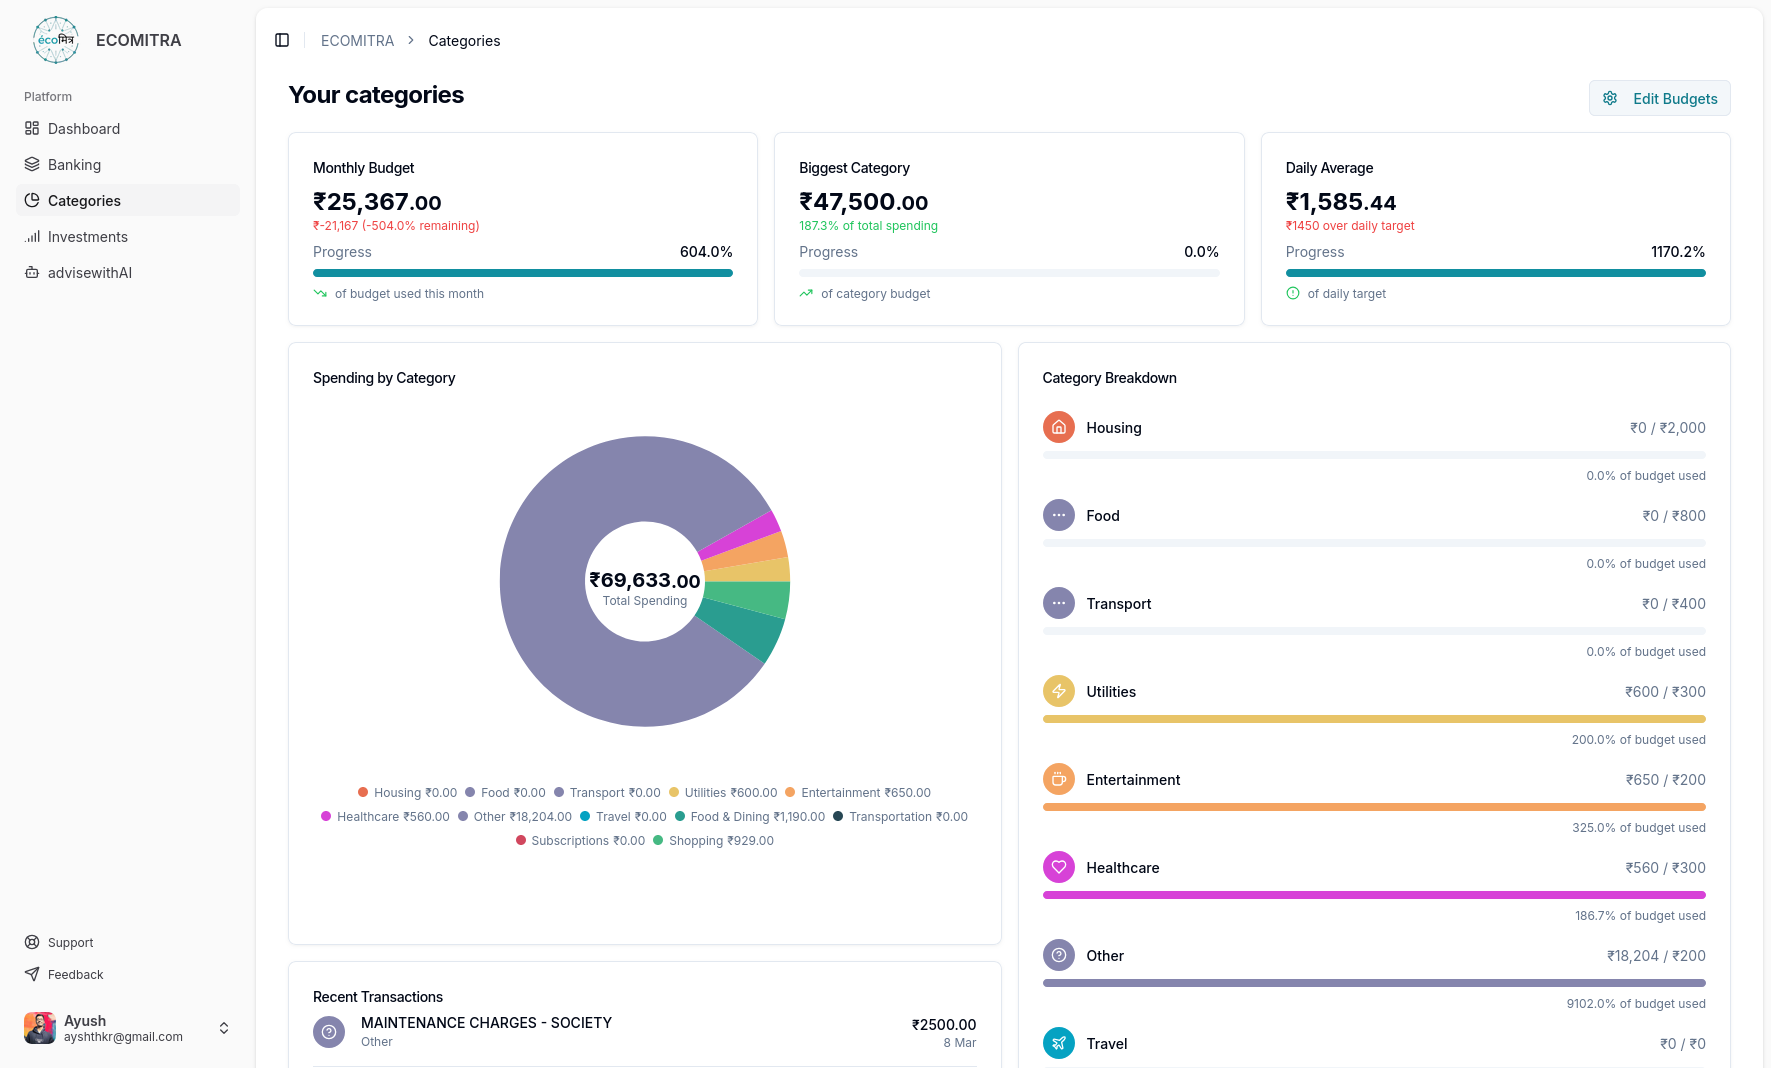 écoमित्र
ECOMITRA
Platform
Dashboard
Banking
Categories
Investments
advisewithAI
Support
Feedback
Ayush
ayshthkr@gmail.com
ECOMITRA > Categories
Your categories
Edit Budgets
Monthly Budget
₹25,367.00
₹-21,167 (-504.0% remaining)
Progress 604.0%
of budget used this month
Biggest Category
₹47,500.00
187.3% of total spending
Progress 0.0%
of category budget
Daily Average
₹1,585.44
₹1450 over daily target
Progress 1170.2%
of daily target
Spending by Category
₹69,633.00
Total Spending
Housing ₹0.00 Food ₹0.00 Transport ₹0.00 Utilities ₹600.00 Entertainment ₹650.00
Healthcare ₹560.00 Other ₹18,204.00 Travel ₹0.00 Food & Dining ₹1,190.00 Transportation ₹0.00
Subscriptions ₹0.00 Shopping ₹929.00
Recent Transactions
MAINTENANCE CHARGES - SOCIETY ₹2500.00
Other 8 Mar
Category Breakdown
Housing ₹0 / ₹2,000
0.0% of budget used
Food ₹0 / ₹800
0.0% of budget used
Transport ₹0 / ₹400
0.0% of budget used
Utilities ₹600 / ₹300
200.0% of budget used
Entertainment ₹650 / ₹200
325.0% of budget used
Healthcare ₹560 / ₹300
186.7% of budget used
Other ₹18,204 / ₹200
9102.0% of budget used
Travel ₹0 / ₹0